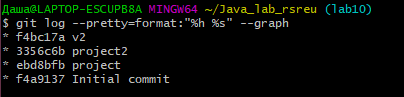 Даша@LAPTOP-ESCUPB8A MINGW64 ~/Java_lab_rsreu (lab10)
$ git log --pretty=format:"%h %s" --graph
* f4bc17a v2
* 3356c6b project2
* ebd8bfb project
* f4a9137 Initial commit